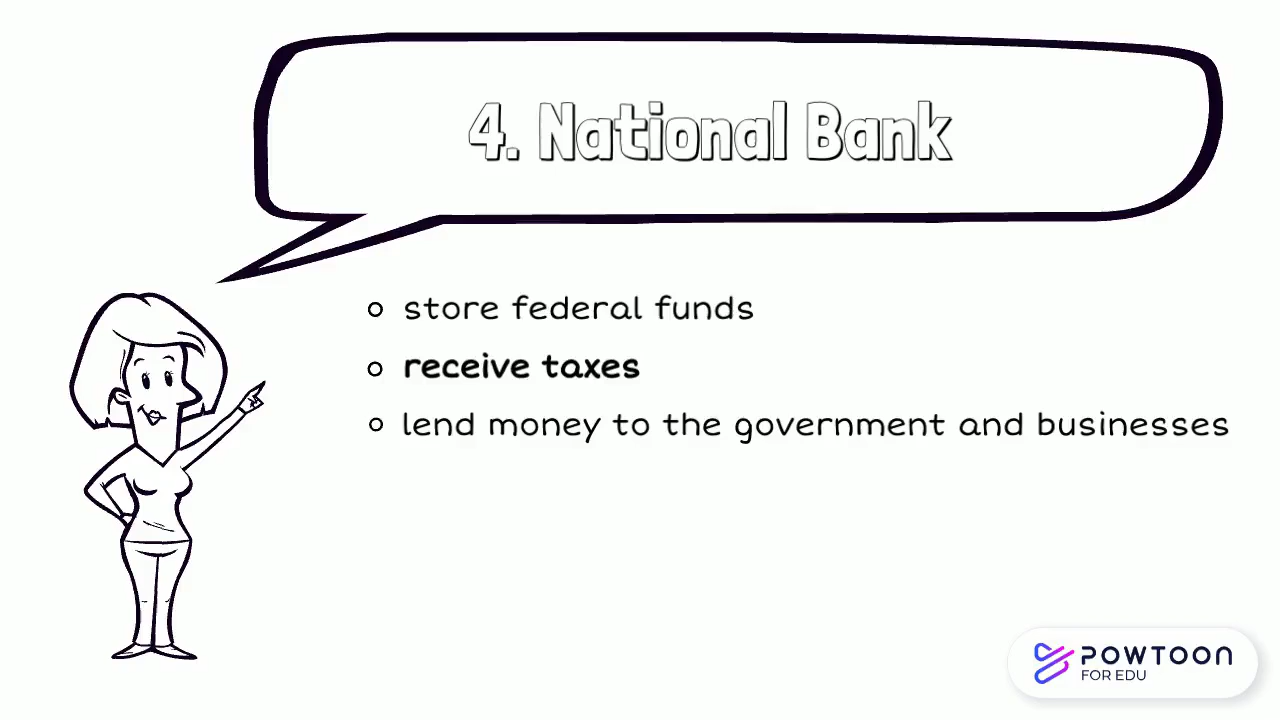 4. National Bank
store federal funds
receive taxes
lend money to the government and businesses
POWTOON
FOR EDU